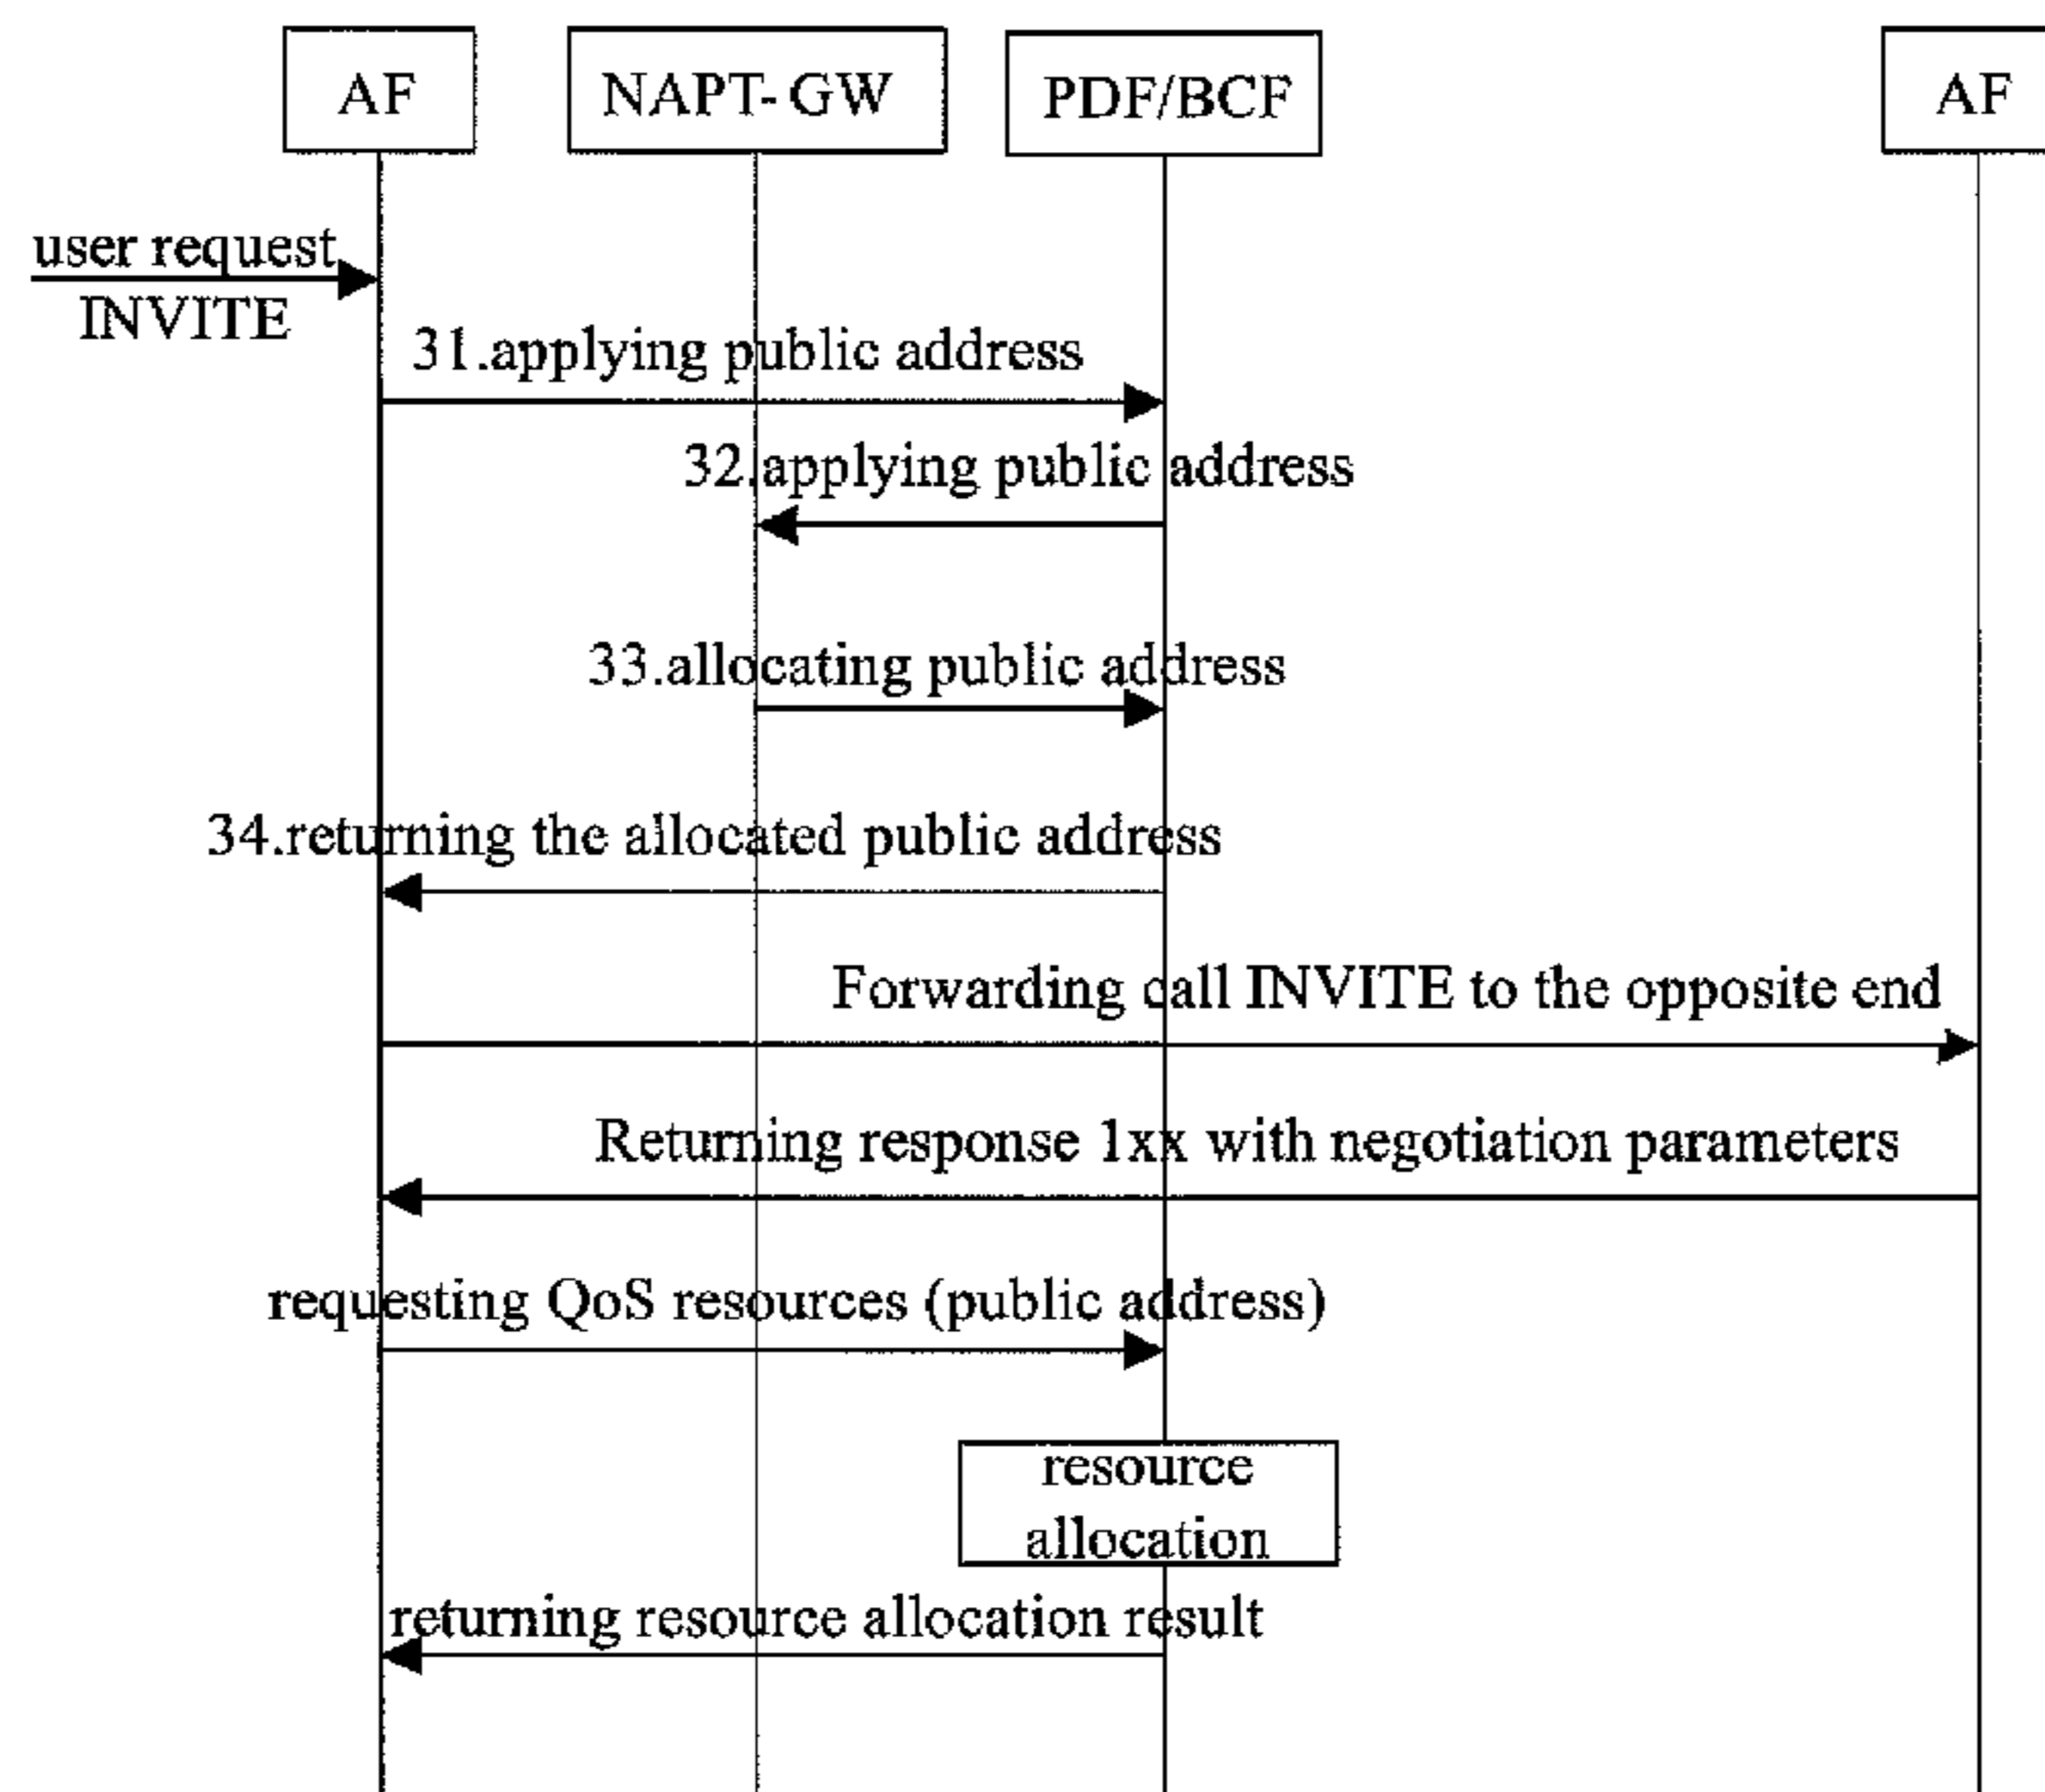 AF
NAPT-GW
PDF/BCF
AF
user request
INVITE
31.applying public address
32.applying public address
33.allocating public address
34.returning the allocated public address
Forwarding call INVITE to the opposite end
Returning response 1xx with negotiation parameters
requesting QoS resources (public address)
resource
allocation
returning resource allocation result